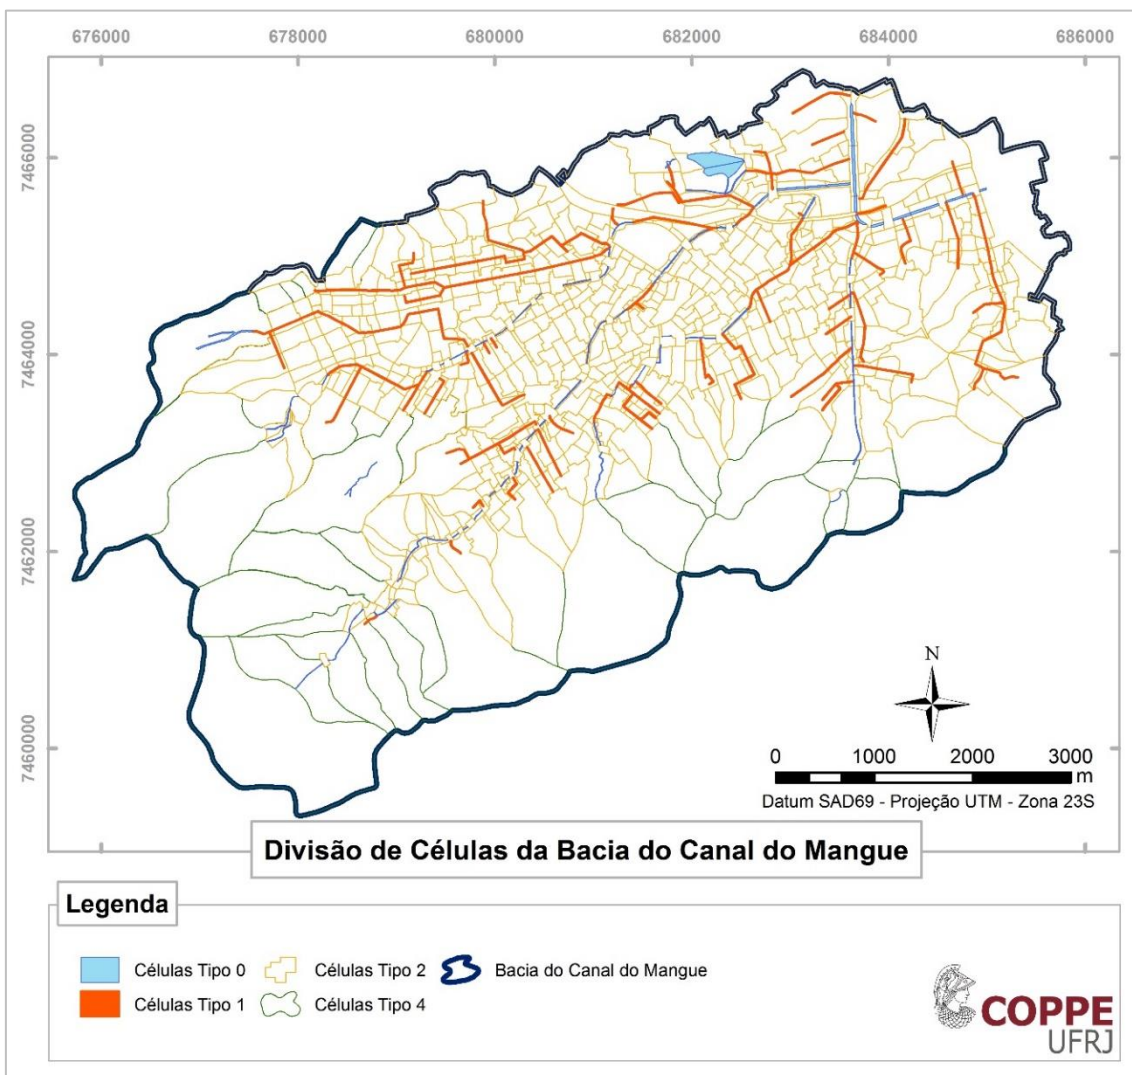 676000 678000 680000 682000 684000 686000
7466000
7464000
7462000
7460000
N
0 1000 2000 3000
m
Datum SAD69 - Projeção UTM - Zona 23S
Divisão de Células da Bacia do Canal do Mangue
Legenda
Células Tipo 0 Células Tipo 2 Bacia do Canal do Mangue
Células Tipo 1 Células Tipo 4
COPPE
UFRJ